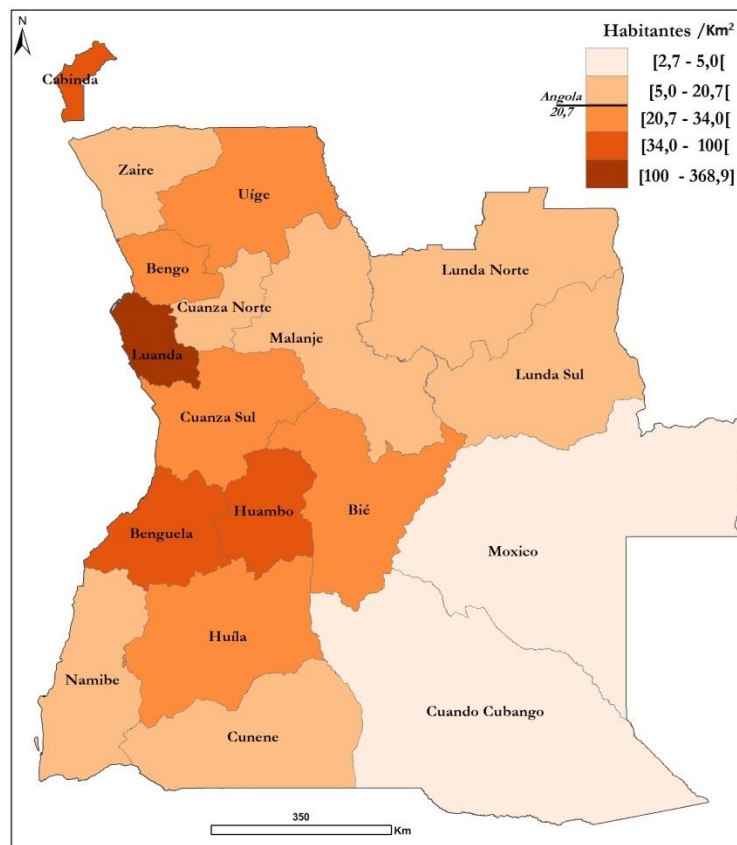 N
Habitantes /Km²
[2,7 - 5,0[
[5,0 - 20,7[
Angola
20,7
[20,7 - 34,0[
[34,0 - 100[
[100 - 368,9]
Cabinda
Zaire
Uíge
Bengo
Lunda Norte
Cuanza Norte
Malanje
Luanda
Lunda Sul
Cuanza Sul
Huambo
Bié
Benguela
Moxico
Huíla
Namibe
Cuando Cubango
Cunene
350
Km